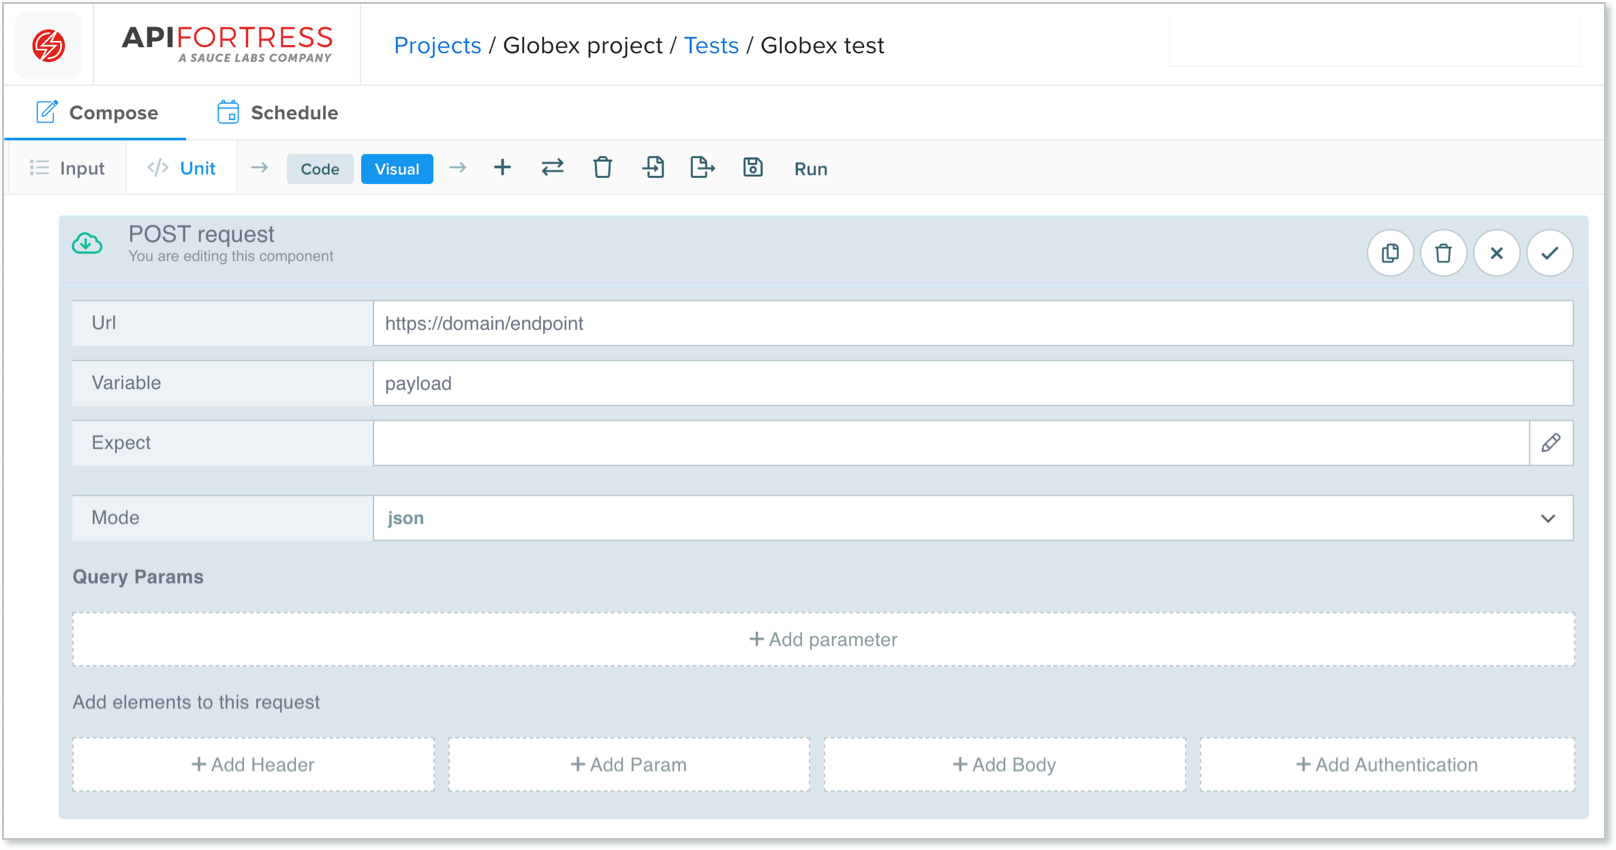 APIFORTRESS
A SAUCE LABS COMPANY
Projects / Globex project / Tests / Globex test
Compose
Schedule
Input
</> Unit
Code
Visual
Run
POST request
You are editing this component
Url
https://domain/endpoint
Variable
payload
Expect
Mode
json
Query Params
+ Add parameter
Add elements to this request
+ Add Header
+ Add Param
+ Add Body
+ Add Authentication